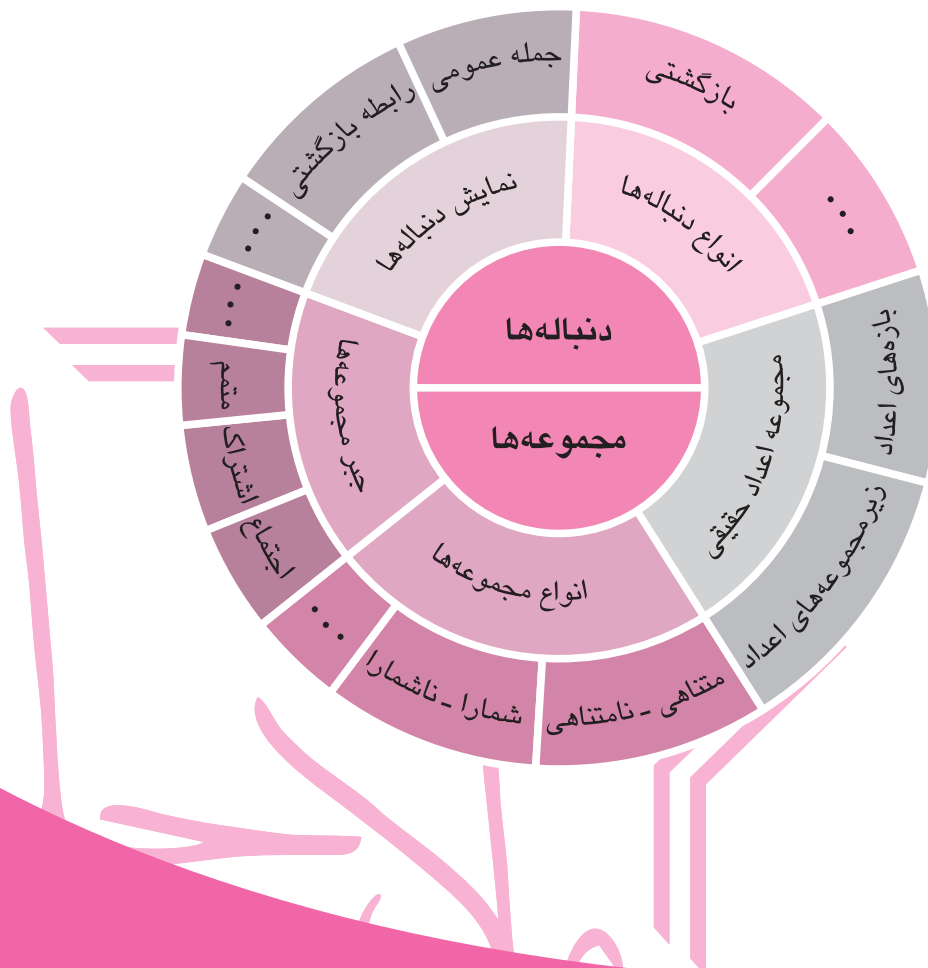 دنباله‌ها
مجموعه‌ها
انواع دنباله‌ها
بازگشتی
...
مجموعه اعداد حقیقی
بازه‌های اعداد
زیرمجموعه‌های اعداد
انواع مجموعه‌ها
متناهی ـ نامتناهی
شمارا ـ ناشمارا
...
جبر مجموعه‌ها
اجتماع
اشتراک
متمم
...
نمایش دنباله‌ها
...
رابطه بازگشتی
جمله عمومی